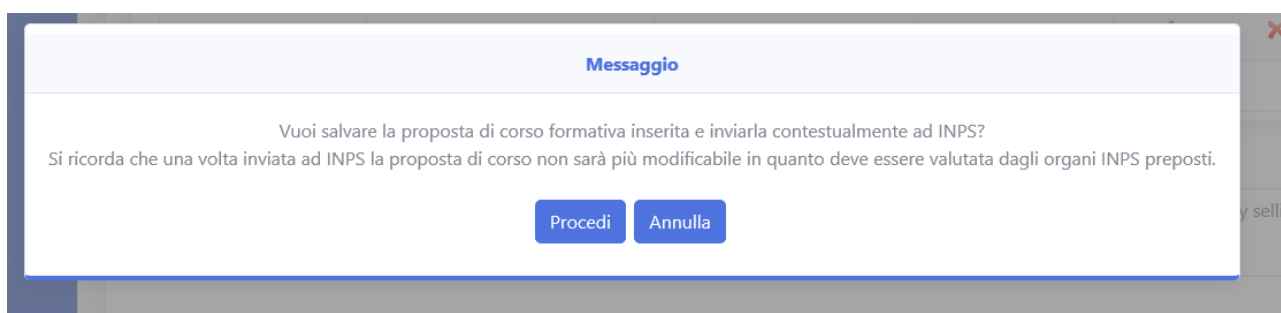 Messaggio
Vuoi salvare la proposta di corso formativa inserita e inviarla contestualmente ad INPS?
Si ricorda che una volta inviata ad INPS la proposta di corso non sarà più modificabile in quanto deve essere valutata dagli organi INPS preposti.
y selli
Procedi Annulla